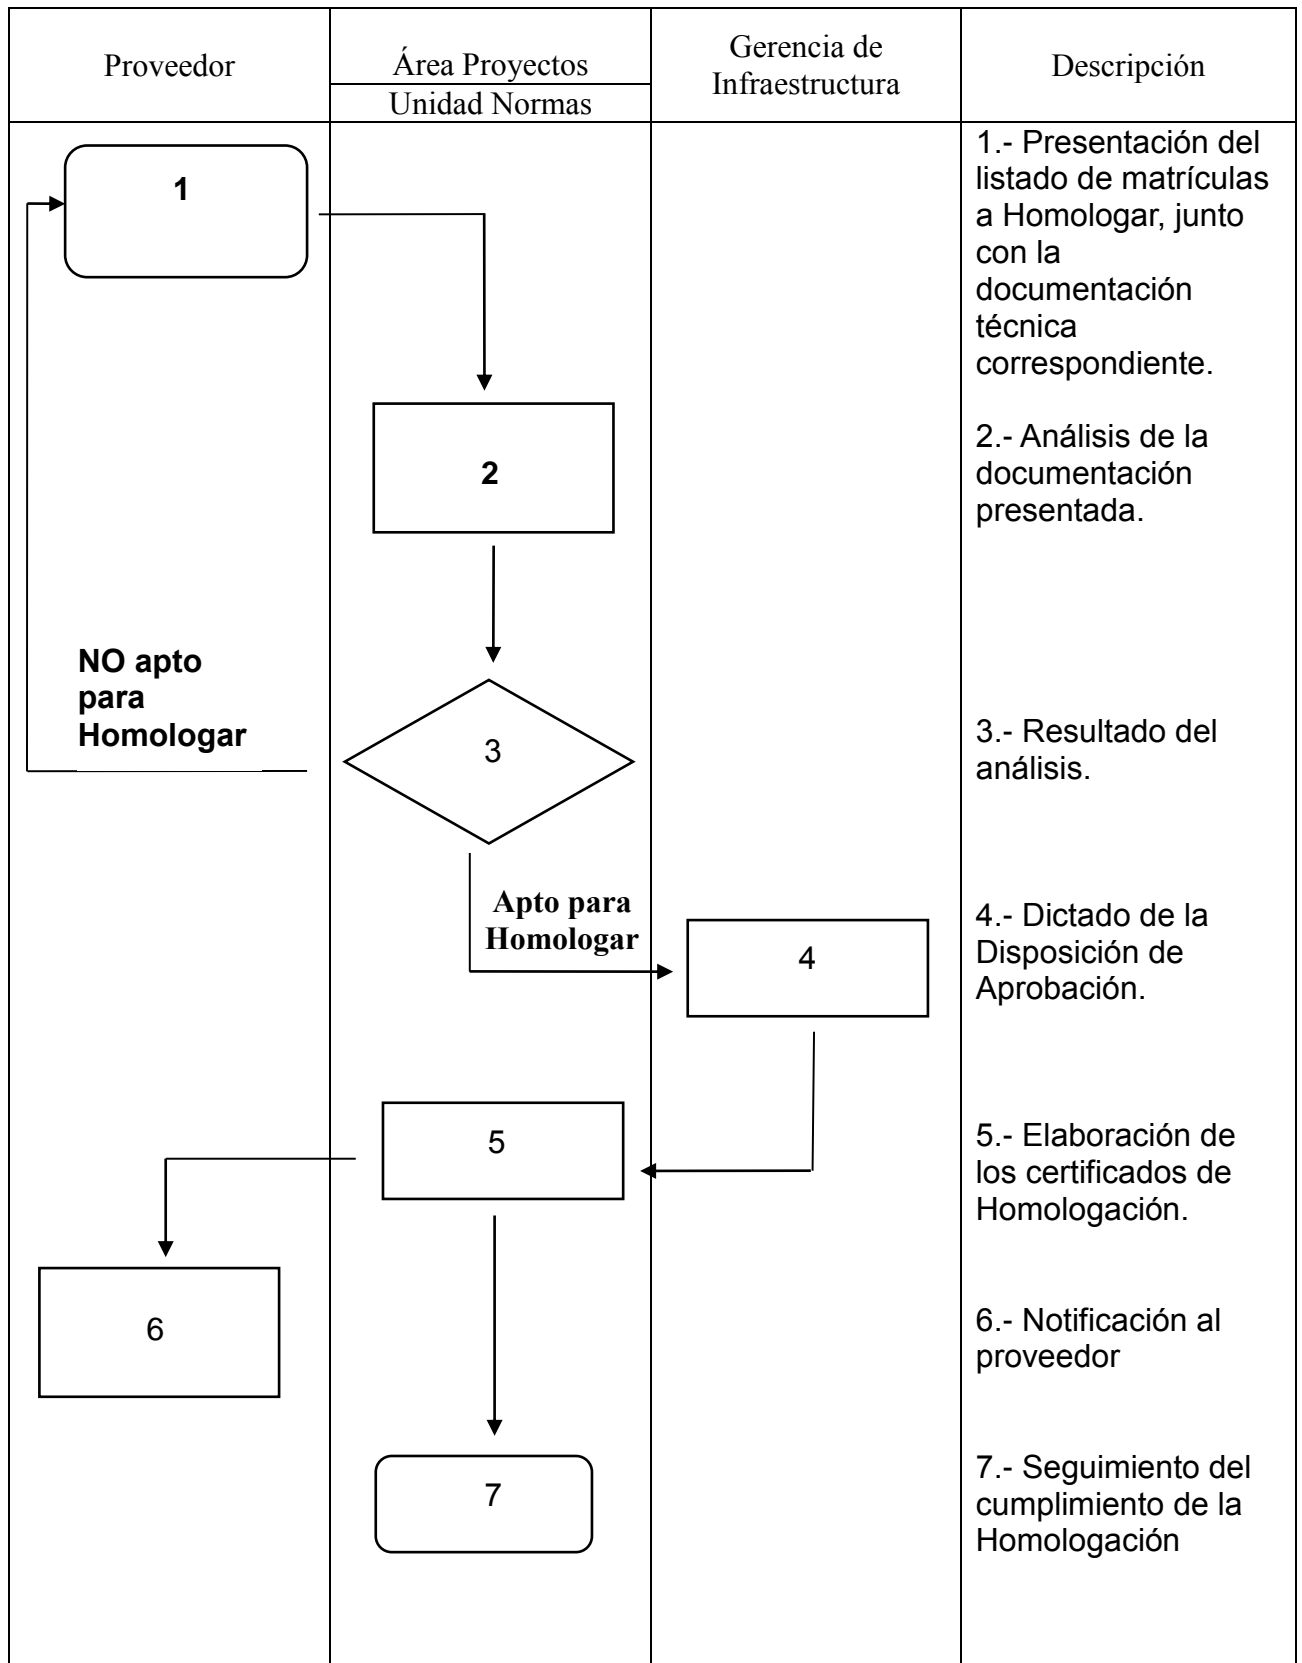 Proveedor
Área Proyectos
Unidad Normas
Gerencia de
Infraestructura
Descripción
1
1.- Presentación del
listado de matrículas
a Homologar, junto
con la
documentación
técnica
correspondiente.
2
2.- Análisis de la
documentación
presentada.
NO apto
para
Homologar
3
3.- Resultado del
análisis.
Apto para
Homologar
4
4.- Dictado de la
Disposición de
Aprobación.
5
5.- Elaboración de
los certificados de
Homologación.
6
6.- Notificación al
proveedor
7
7.- Seguimiento del
cumplimiento de la
Homologación